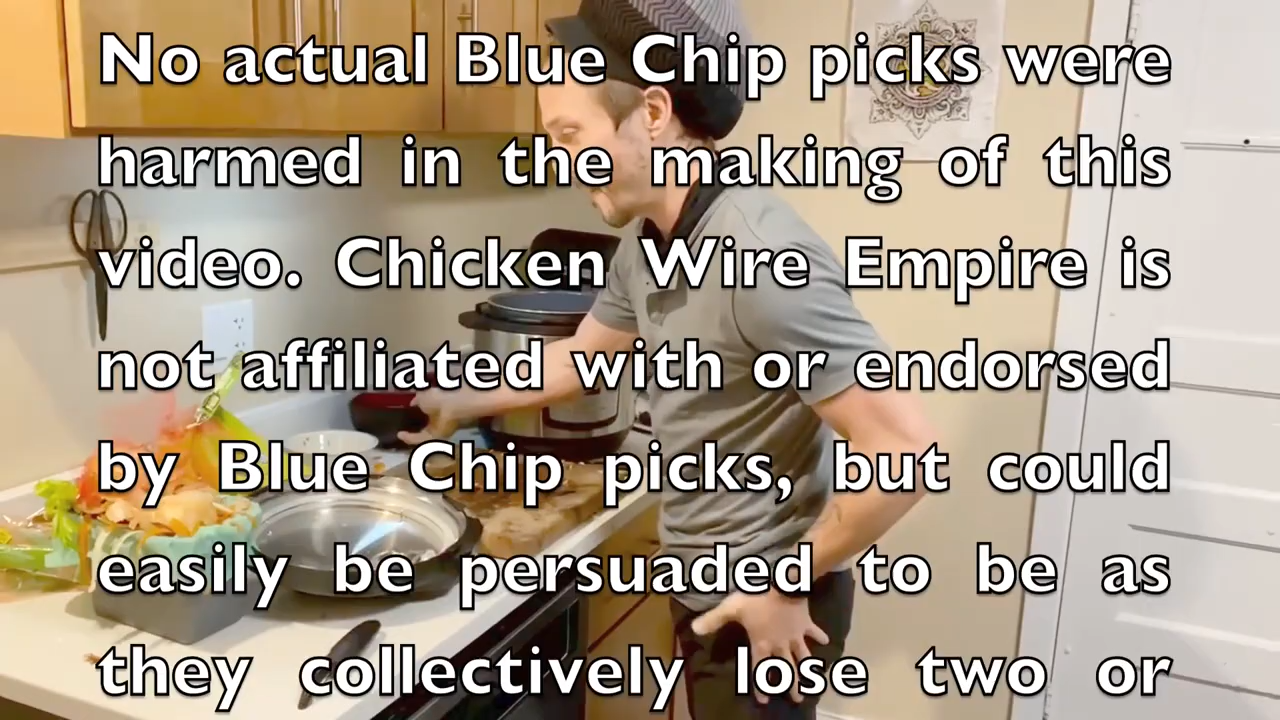 No actual Blue Chip picks were
harmed in the making of this
video. Chicken Wire Empire is
not affiliated with or endorsed
by Blue Chip picks, but could
easily be persuaded to be as
they collectively lose two or